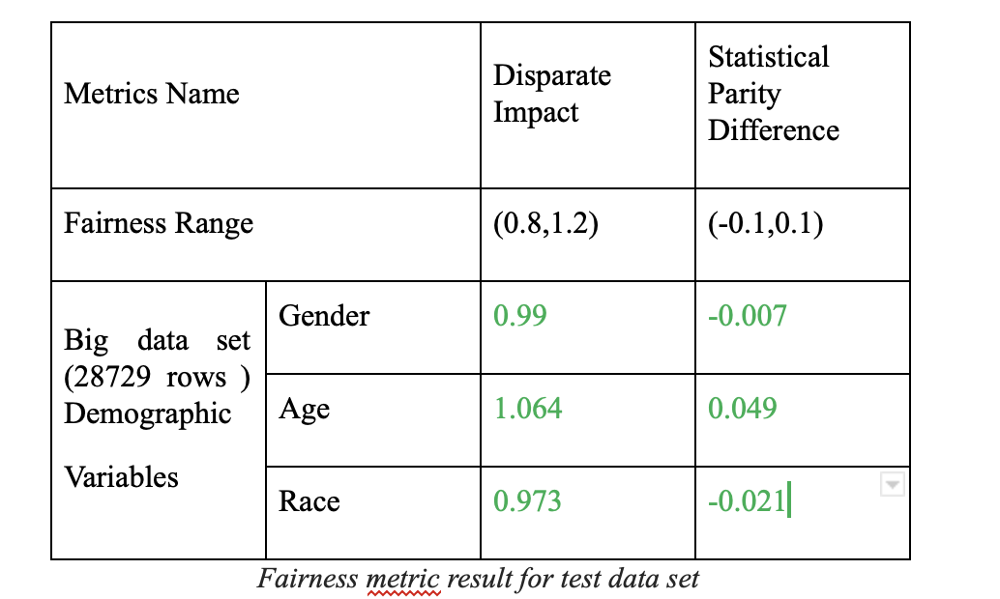 Metrics Name
Disparate
Impact
Statistical
Parity
Difference
Fairness Range
(0.8,1.2)
(-0.1,0.1)
Big data set
(28729 rows )
Demographic
Variables
Gender
0.99
-0.007
Age
1.064
0.049
Race
0.973
-0.021
Fairness metric result for test data set